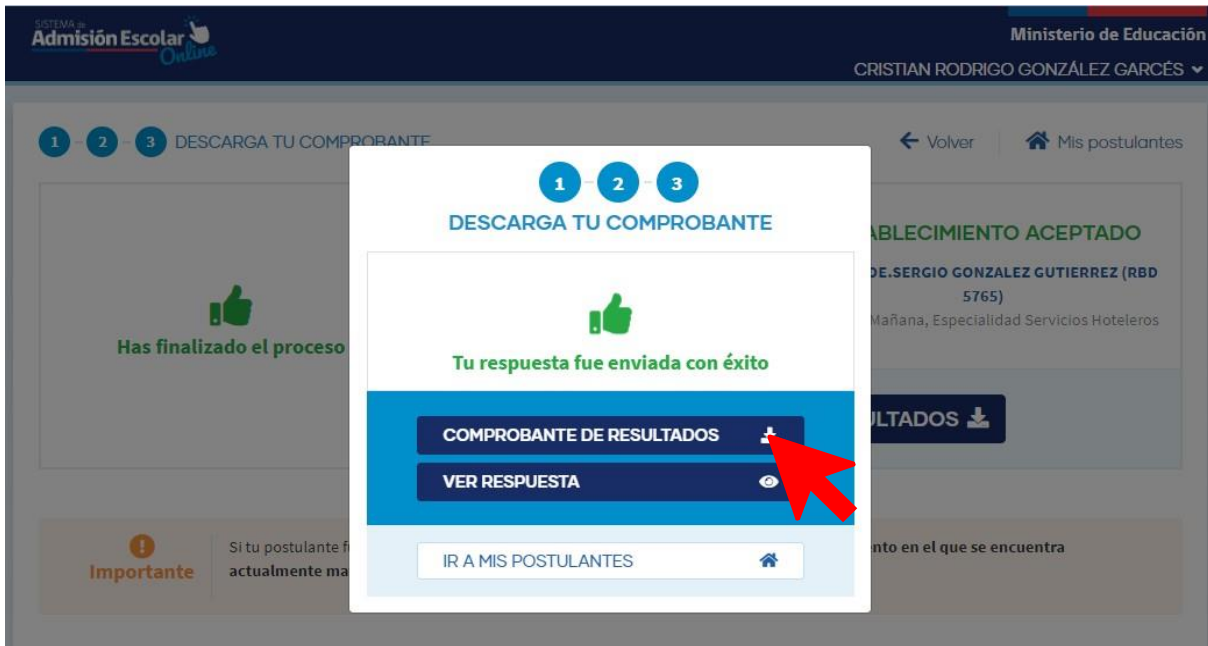 SISTEMA de
Admisión Escolar
Online
Ministerio de Educación
CRISTIAN RODRIGO GONZÁLEZ GARCÉS
1 - 2 - 3 DESCARGA TU COMPROBANTE
Volver
Mis postulantes
Has finalizado el proceso
1 - 2 - 3
DESCARGA TU COMPROBANTE
Tu respuesta fue enviada con éxito
COMPROBANTE DE RESULTADOS
VER RESPUESTA
IR A MIS POSTULANTES
ABLECIMIENTO ACEPTADO
DE.SERGIO GONZALEZ GUTIERREZ (RBD
5765)
Mañana, Especialidad Servicios Hoteleros
ULTADOS
Importante
Si tu postulante f
nto en el que se encuentra
actualmente ma